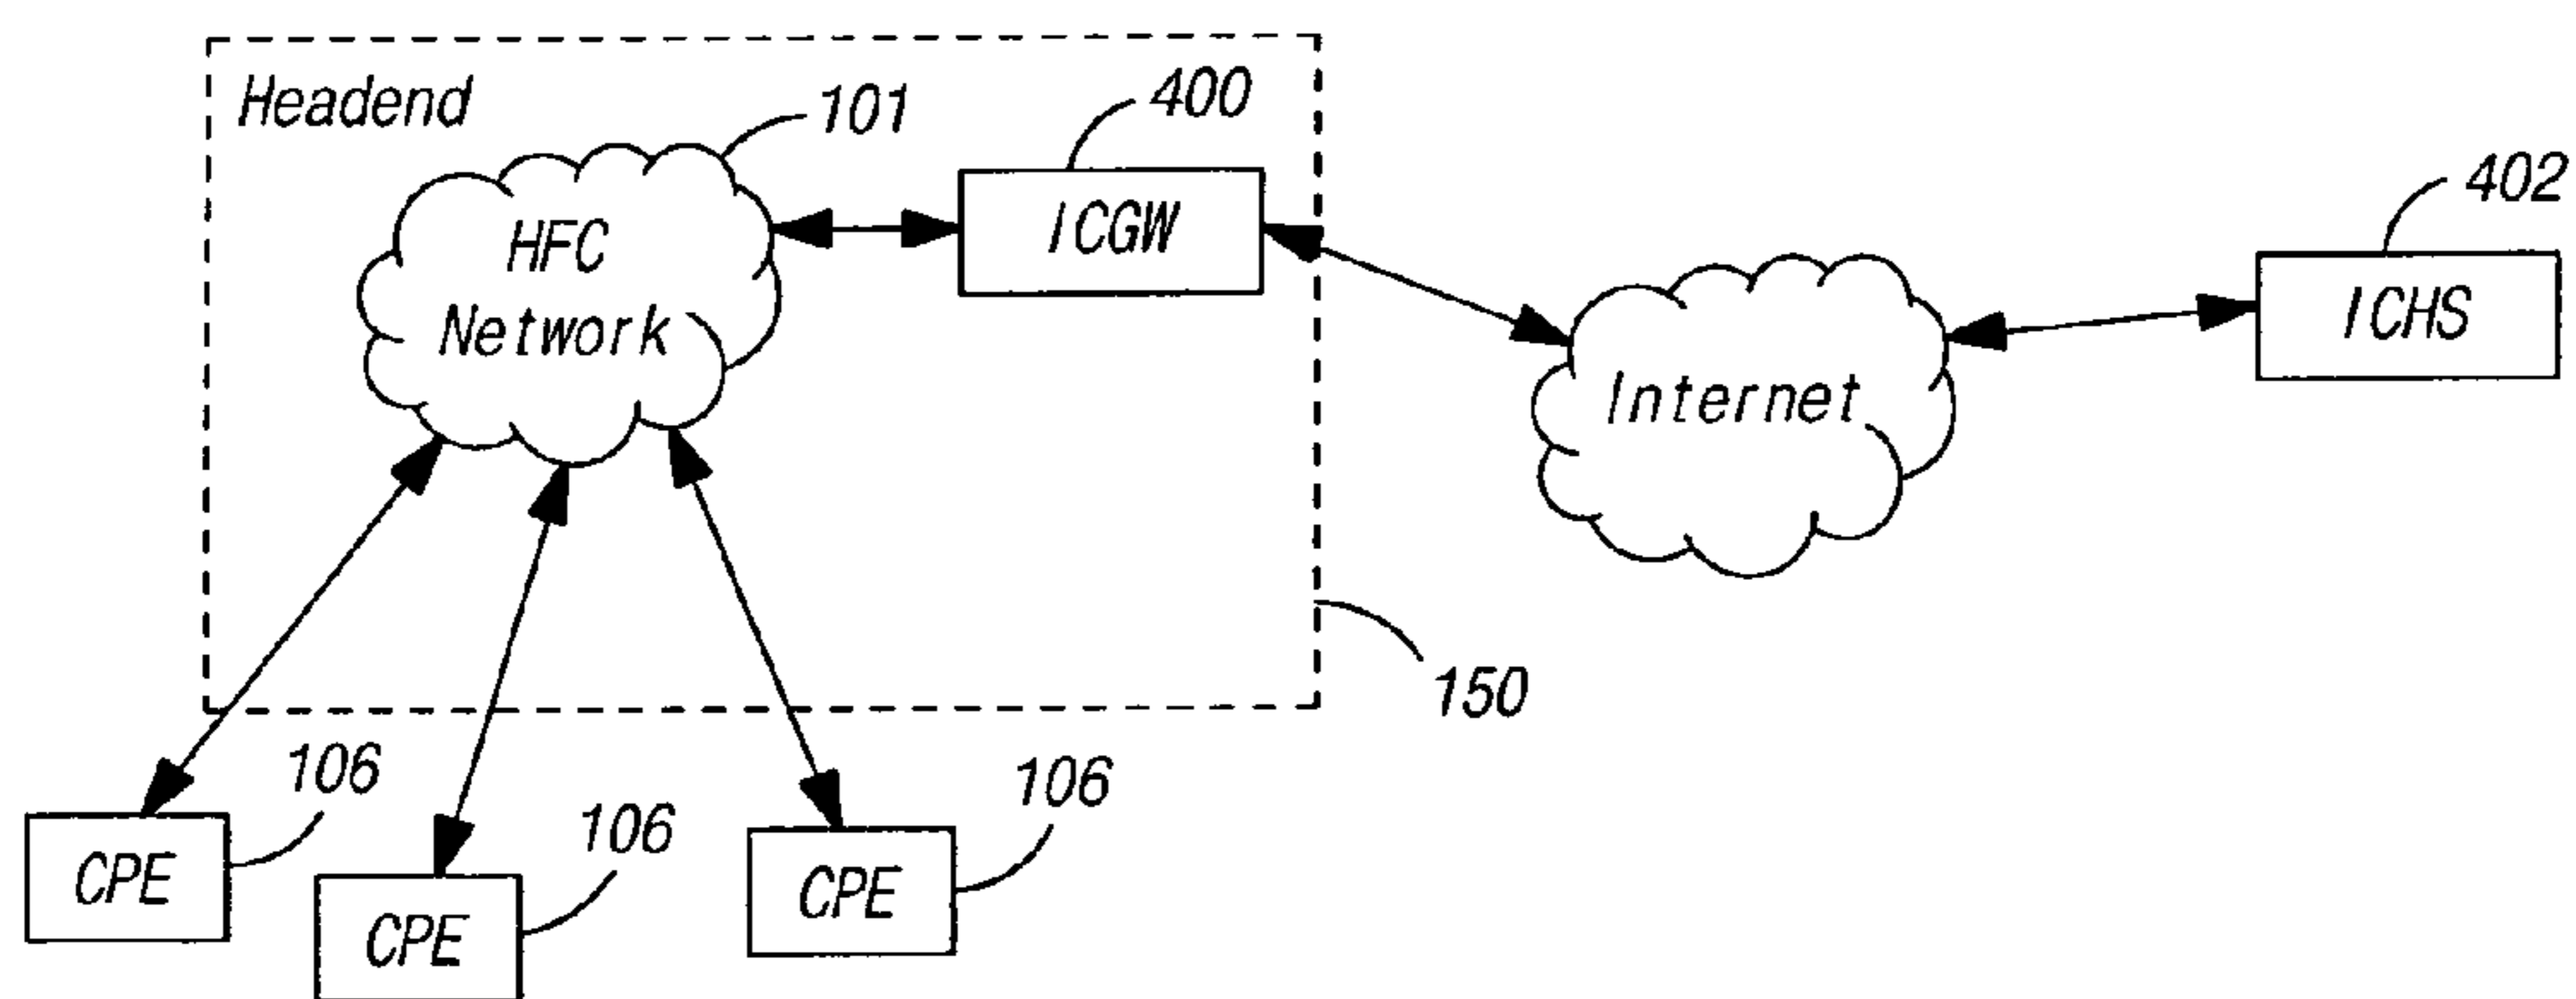 Headend
101
400
HFC
Network
ICGW
402
ICHS
Internet
150
106
CPE
106
CPE
106
CPE